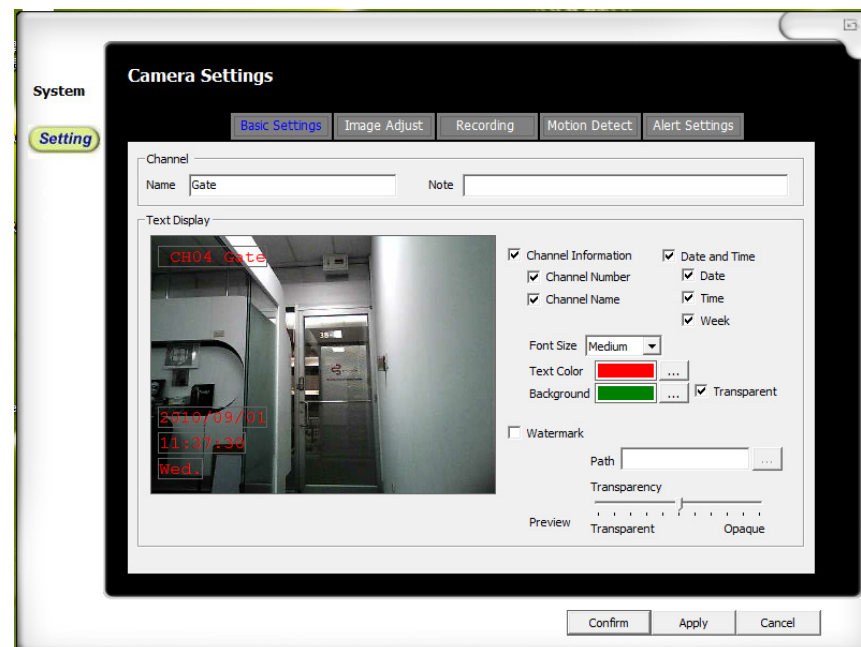 Camera Settings
System
Setting
Basic Settings
Image Adjust
Recording
Motion Detect
Alert Settings
Channel
Name Gate
Note
Text Display
CH04 Gate
2010/09/01
11:37:30
Wed.
Channel Information
Channel Number
Channel Name
Date and Time
Date
Time
Week
Font Size Medium
Text Color ...
Background ... Transparent
Watermark
Path ...
Transparency
Preview
Transparent Opaque
Confirm Apply Cancel